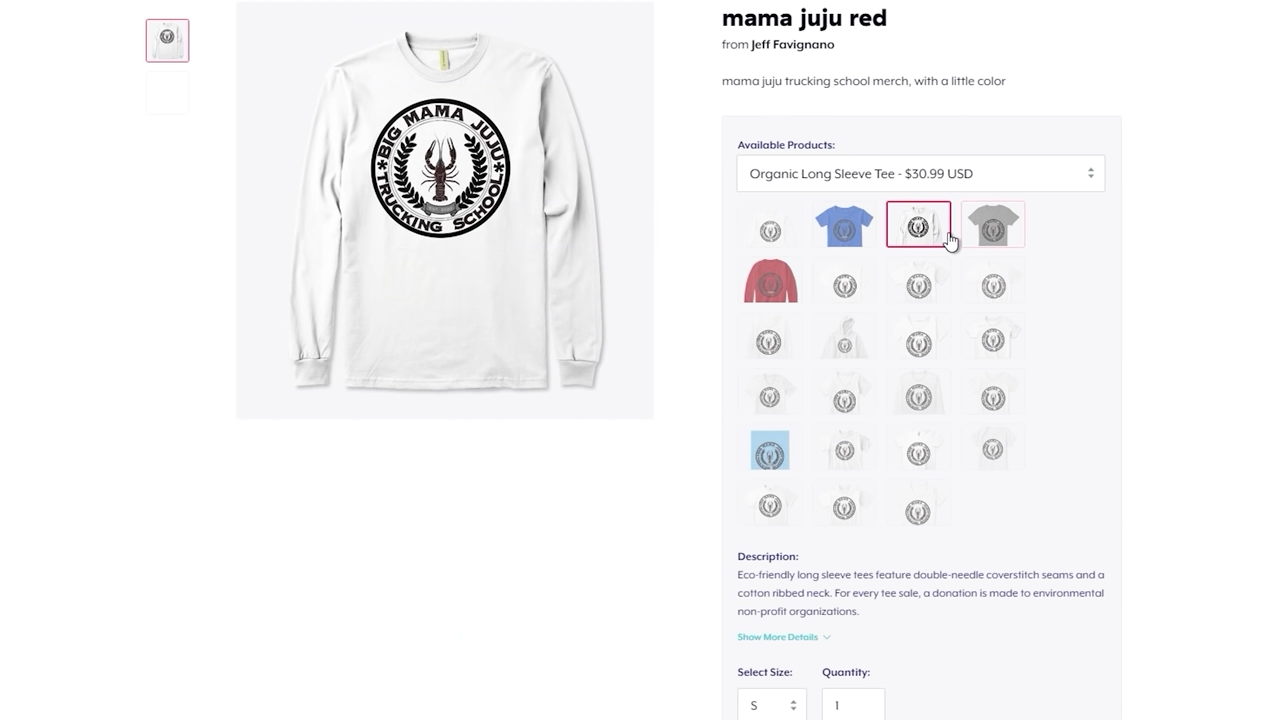 mama juju red
from Jeff Favignano
mama juju trucking school merch, with a little color
BIG MAMA JUJU
TRUCKING SCHOOL
Available Products:
Organic Long Sleeve Tee - $30.99 USD
Description:
Eco-friendly long sleeve tees feature double-needle coverstitch seams and a
cotton ribbed neck. For every tee sale, a donation is made to environmental
non-profit organizations.
Show More Details
Select Size:
Quantity:
S
1